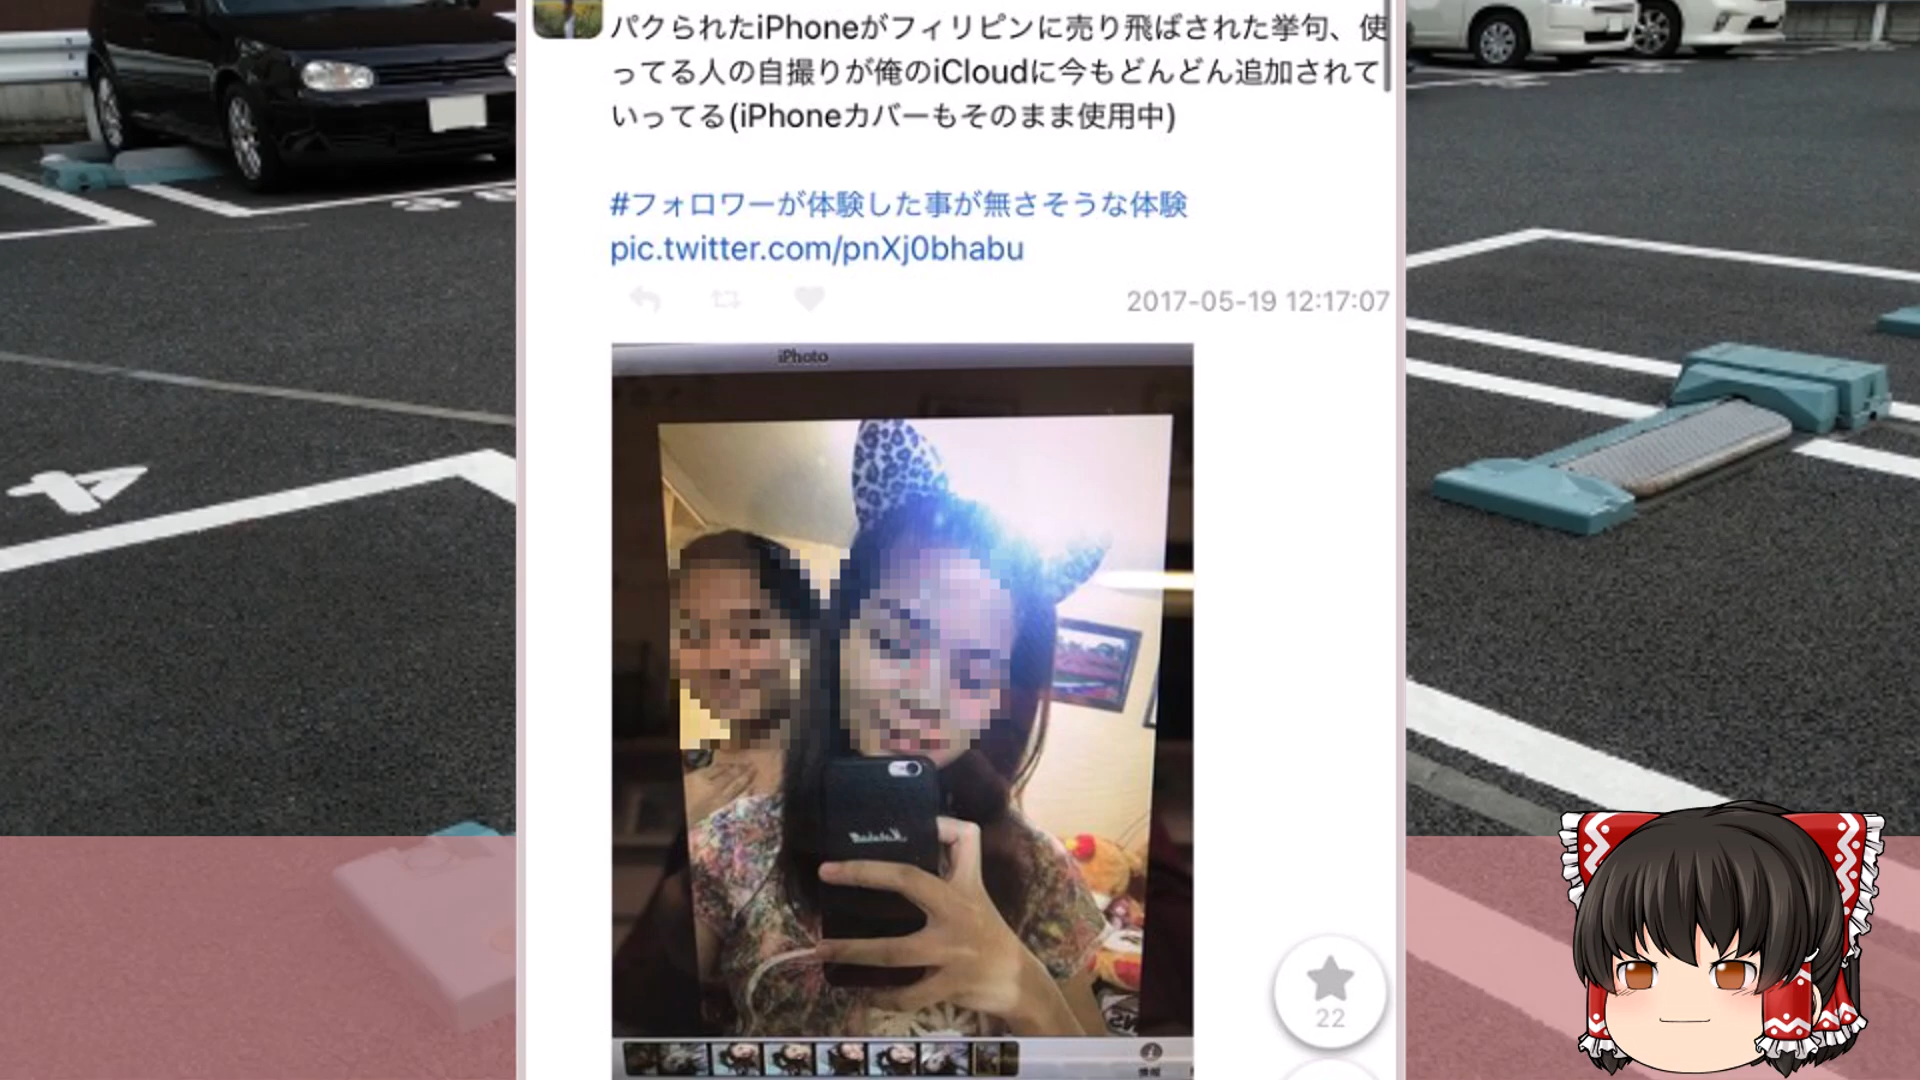 パクられたiPhoneがフィリピンに売り飛ばされた挙句、使
ってる人の自撮りが俺のiCloudに今もどんどん追加されて
いってる(iPhoneカバーもそのまま使用中)
#フォロワーが体験した事が無さそうな体験
pic.twitter.com/pnXj0bhabu
2017-05-19 12:17:07
iPhoto
4
22
情報